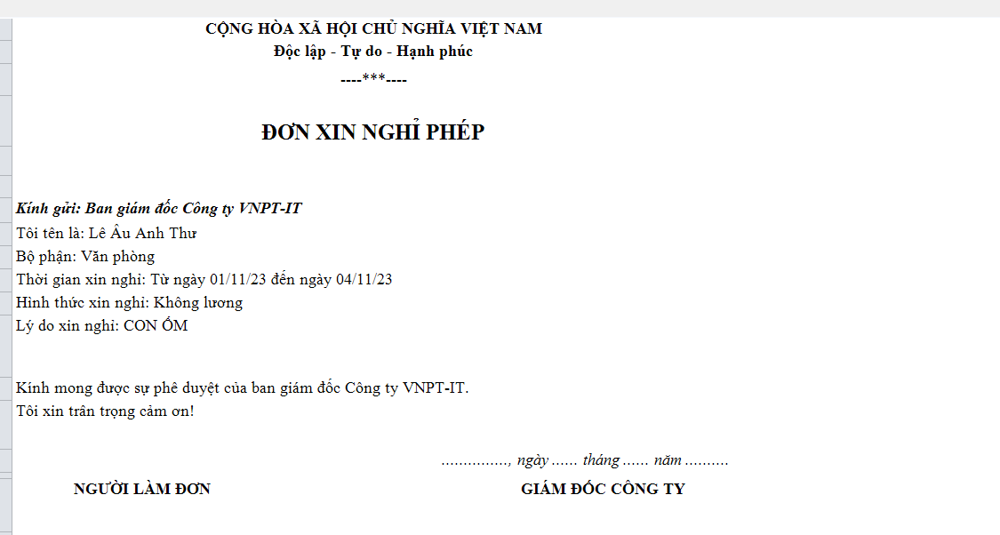 CỘNG HÒA XÃ HỘI CHỦ NGHĨA VIỆT NAM
Độc lập - Tự do - Hạnh phúc
----***----
ĐƠN XIN NGHỈ PHÉP
Kính gửi: Ban giám đốc Công ty VNPT-IT
Tôi tên là: Lê Âu Anh Thư
Bộ phận: Văn phòng
Thời gian xin nghỉ: Từ ngày 01/11/23 đến ngày 04/11/23
Hình thức xin nghỉ: Không lương
Lý do xin nghỉ: CON ỐM
Kính mong được sự phê duyệt của ban giám đốc Công ty VNPT-IT.
Tôi xin trân trọng cảm ơn!
..............., ngày ...... tháng ...... năm ..........
NGƯỜI LÀM ĐƠN GIÁM ĐỐC CÔNG TY